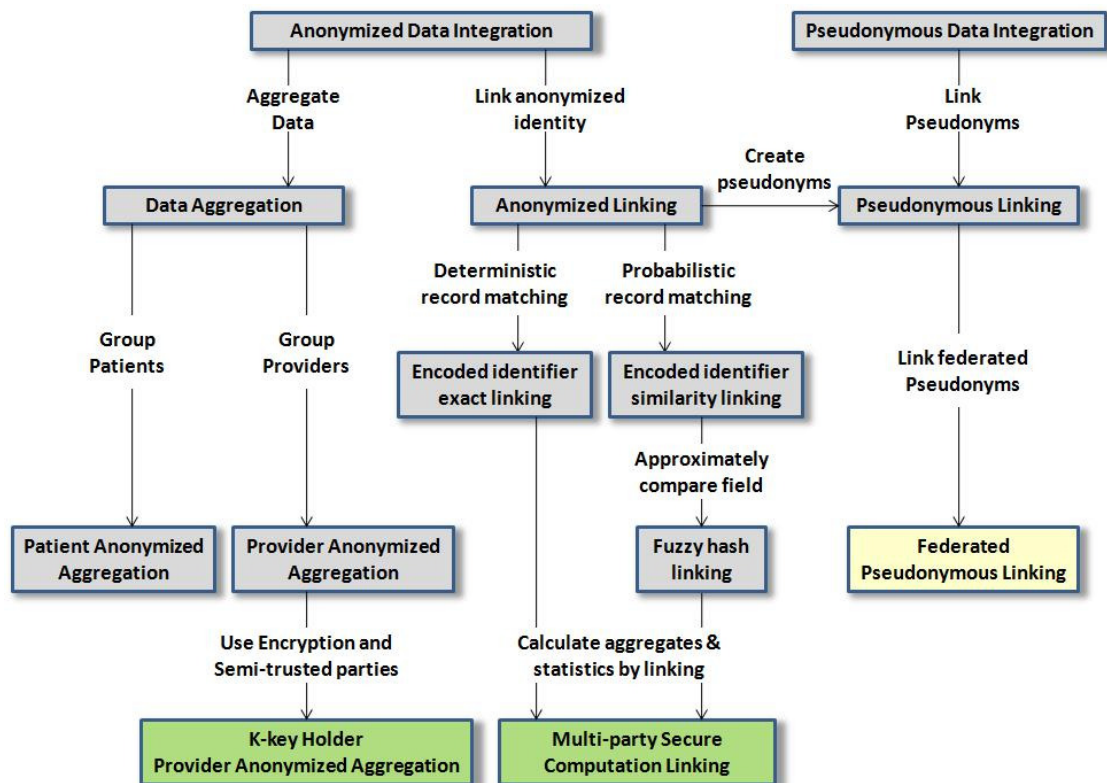 Anonymized Data Integration
Pseudonymous Data Integration
Aggregate
Data
Link anonymized
identity
Link
Pseudonyms
Create
pseudonyms
Data Aggregation
Anonymized Linking
Pseudonymous Linking
Deterministic
record matching
Probabilistic
record matching
Group
Patients
Group
Providers
Encoded identifier
exact linking
Encoded identifier
similarity linking
Link federated
Pseudonyms
Approximately
compare field
Patient Anonymized
Aggregation
Provider Anonymized
Aggregation
Fuzzy hash
linking
Federated
Pseudonymous Linking
Use Encryption and
Semi-trusted parties
Calculate aggregates &
statistics by linking
K-key Holder
Provider Anonymized Aggregation
Multi-party Secure
Computation Linking